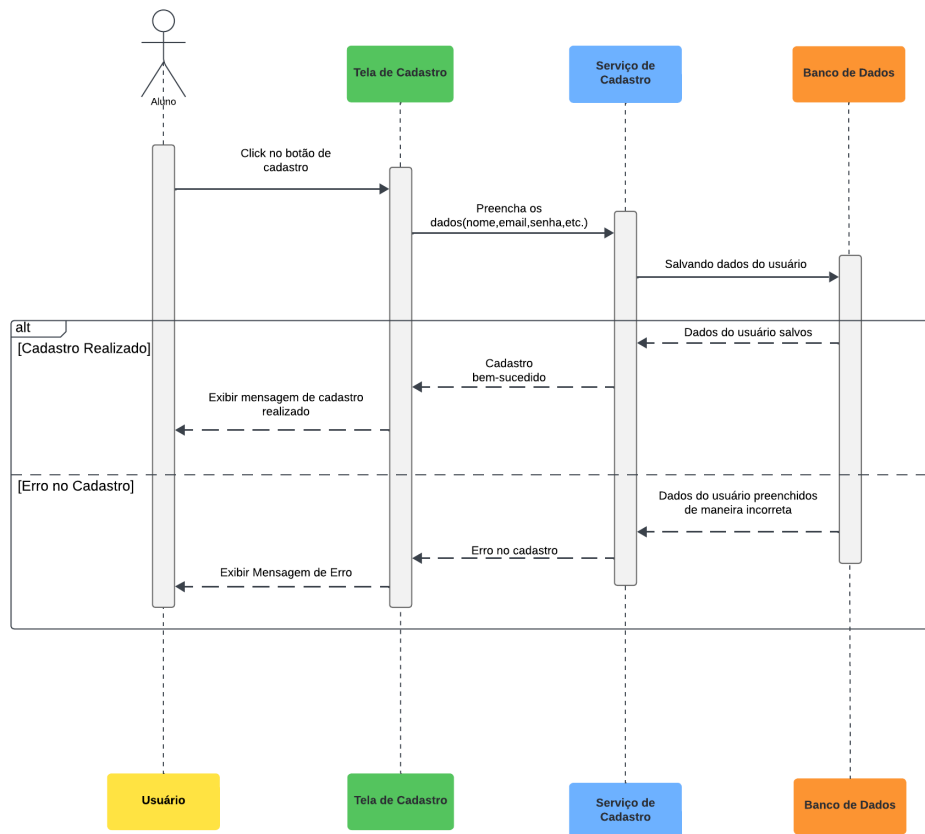 Aluno
Tela de Cadastro
Serviço de
Cadastro
Banco de Dados
Click no botão de
cadastro
Preencha os
dados(nome,email,senha,etc.)
Salvando dados do usuário
alt
[Cadastro Realizado]
Dados do usuário salvos
Cadastro
bem-sucedido
Exibir mensagem de cadastro
realizado
[Erro no Cadastro]
Dados do usuário preenchidos
de maneira incorreta
Erro no cadastro
Exibir Mensagem de Erro
Usuário
Tela de Cadastro
Serviço de
Cadastro
Banco de Dados